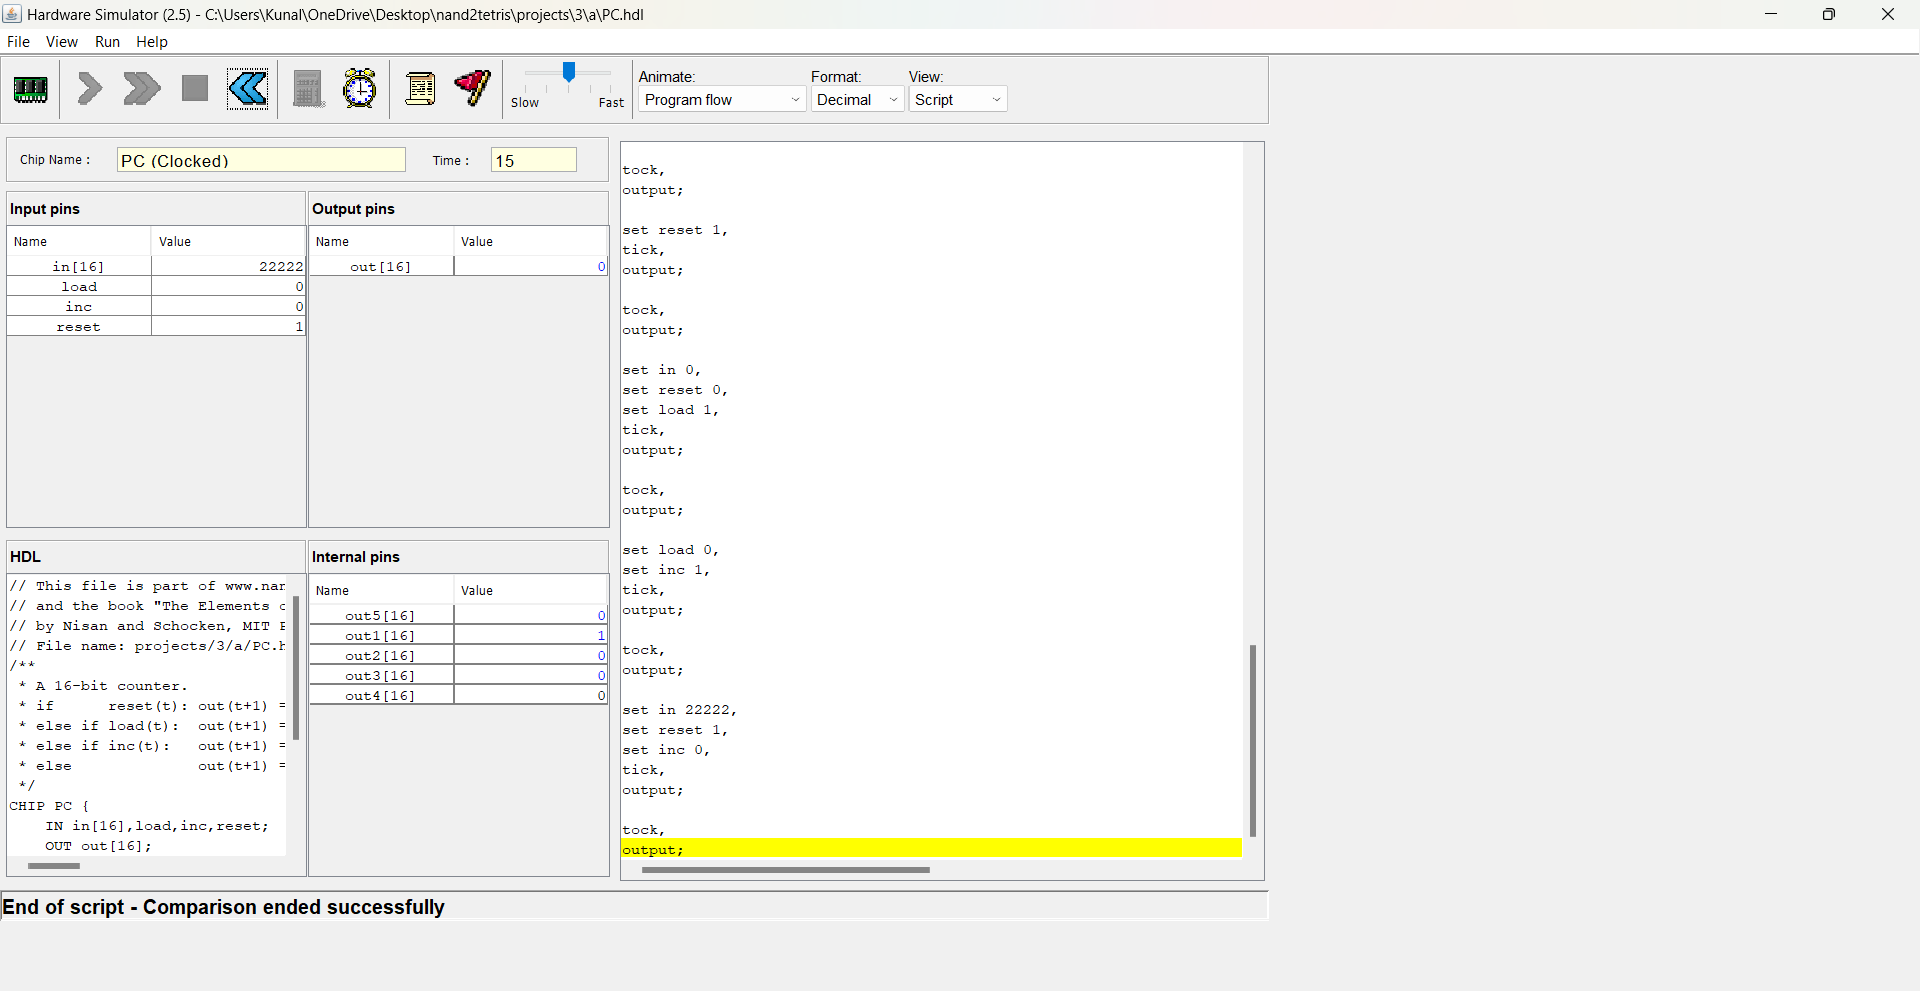 Hardware Simulator (2.5) - C:\Users\Kunal\OneDrive\Desktop\nand2tetris\projects\3\a\PC.hdl
File View Run Help
Slow Fast
Animate: Format: View:
Program flow Decimal Script
Chip Name : PC (Clocked) Time : 15
Input pins
Name Value
in[16] 22222
load 0
inc 0
reset 1
Output pins
Name Value
out[16] 0
HDL
// This file is part of www.nan
// and the book "The Elements o
// by Nisan and Schocken, MIT P
// File name: projects/3/a/PC.h
/**
* A 16-bit counter.
* if reset(t): out(t+1) =
* else if load(t): out(t+1) =
* else if inc(t): out(t+1) =
* else out(t+1) =
*/
CHIP PC {
IN in[16],load,inc,reset;
OUT out[16];
Internal pins
Name Value
out5[16] 0
out1[16] 1
out2[16] 0
out3[16] 0
out4[16] 0
tock,
output;
set reset 1,
tick,
output;
tock,
output;
set in 0,
set reset 0,
set load 1,
tick,
output;
tock,
output;
set load 0,
set inc 1,
tick,
output;
tock,
output;
set in 22222,
set reset 1,
set inc 0,
tick,
output;
tock,
output;
End of script - Comparison ended successfully